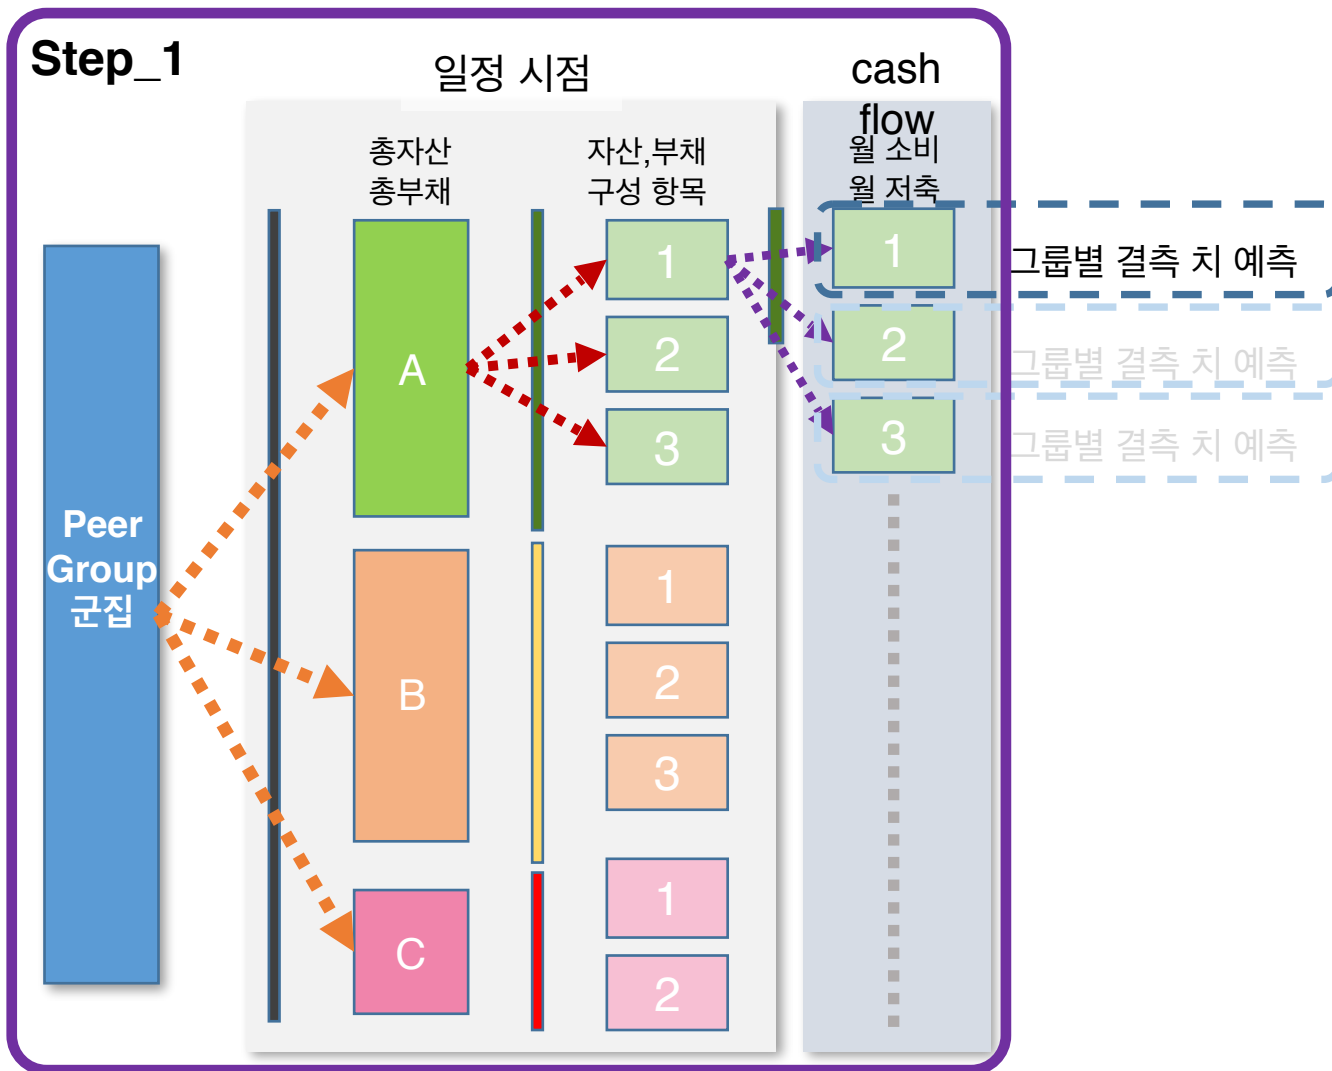 Step_1
일정 시점
cash
flow
총자산
총부채
자산,부채
구성 항목
월 소비
월 저축
Peer
Group
군집
A
B
C
1
2
3
1
2
3
1
2
1
2
3
그룹별 결측 치 예측
그룹별 결측 치 예측
그룹별 결측 치 예측